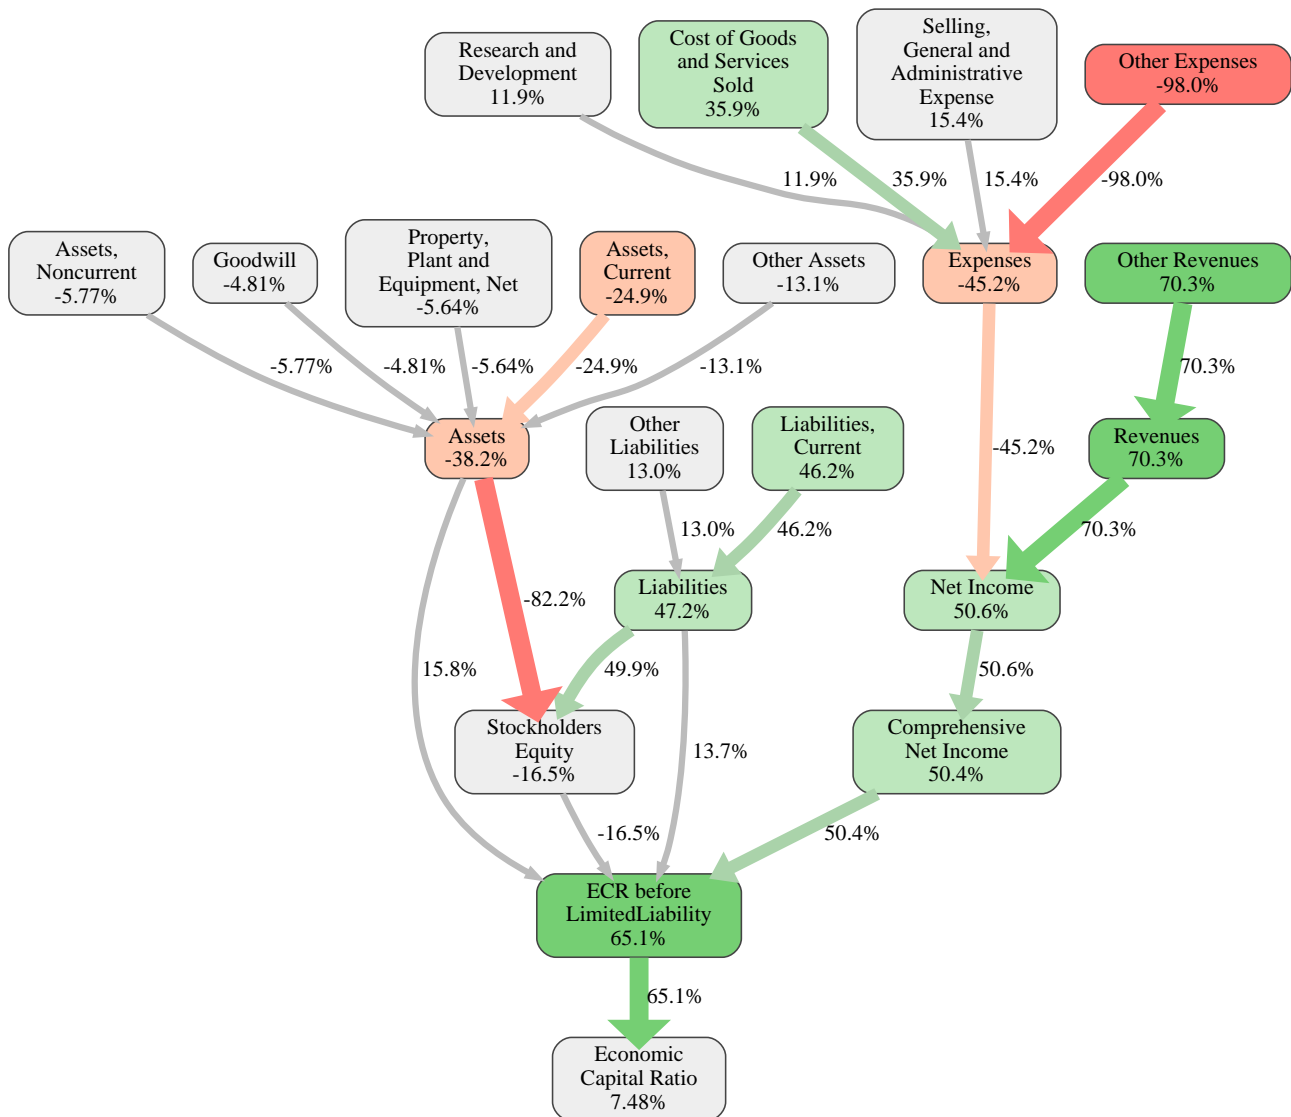 Research and
Development
11.9%
Cost of Goods
and Services
Sold
35.9%
Selling,
General and
Administrative
Expense
15.4%
Other Expenses
-98.0%
11.9%
35.9%
15.4%
-98.0%
Assets,
Noncurrent
-5.77%
Goodwill
-4.81%
Property,
Plant and
Equipment, Net
-5.64%
Assets,
Current
-24.9%
Other Assets
-13.1%
Expenses
-45.2%
Other Revenues
70.3%
-5.77%
-4.81%
-5.64%
-24.9%
-13.1%
-45.2%
70.3%
Assets
-38.2%
Other
Liabilities
13.0%
Liabilities,
Current
46.2%
Revenues
70.3%
13.0%
46.2%
70.3%
-82.2%
Liabilities
47.2%
Net Income
50.6%
15.8%
49.9%
50.6%
Stockholders
Equity
-16.5%
13.7%
Comprehensive
Net Income
50.4%
-16.5%
50.4%
ECR before
LimitedLiability
65.1%
65.1%
Economic
Capital Ratio
7.48%